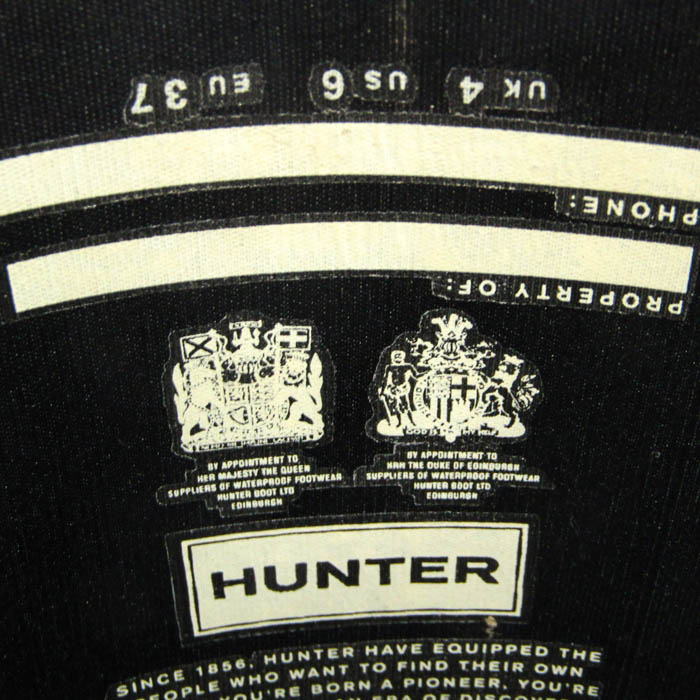 UK 4 US 6 EU 37
PHONE:
PROPERTY OF:
BY APPOINTMENT TO
HER MAJESTY THE QUEEN
SUPPLIERS OF WATERPROOF FOOTWEAR
HUNTER BOOT LTD
EDINBURGH
GOD IS MY HELP
BY APPOINTMENT TO
HRH THE DUKE OF EDINBURGH
SUPPLIERS OF WATERPROOF FOOTWEAR
HUNTER BOOT LTD
EDINBURGH
HUNTER
SINCE 1856. HUNTER HAVE EQUIPPED THE
PEOPLE WHO WANT TO FIND THEIR OWN
YOU'RE BORN A PIONEER, YOU'RE
ERA OF